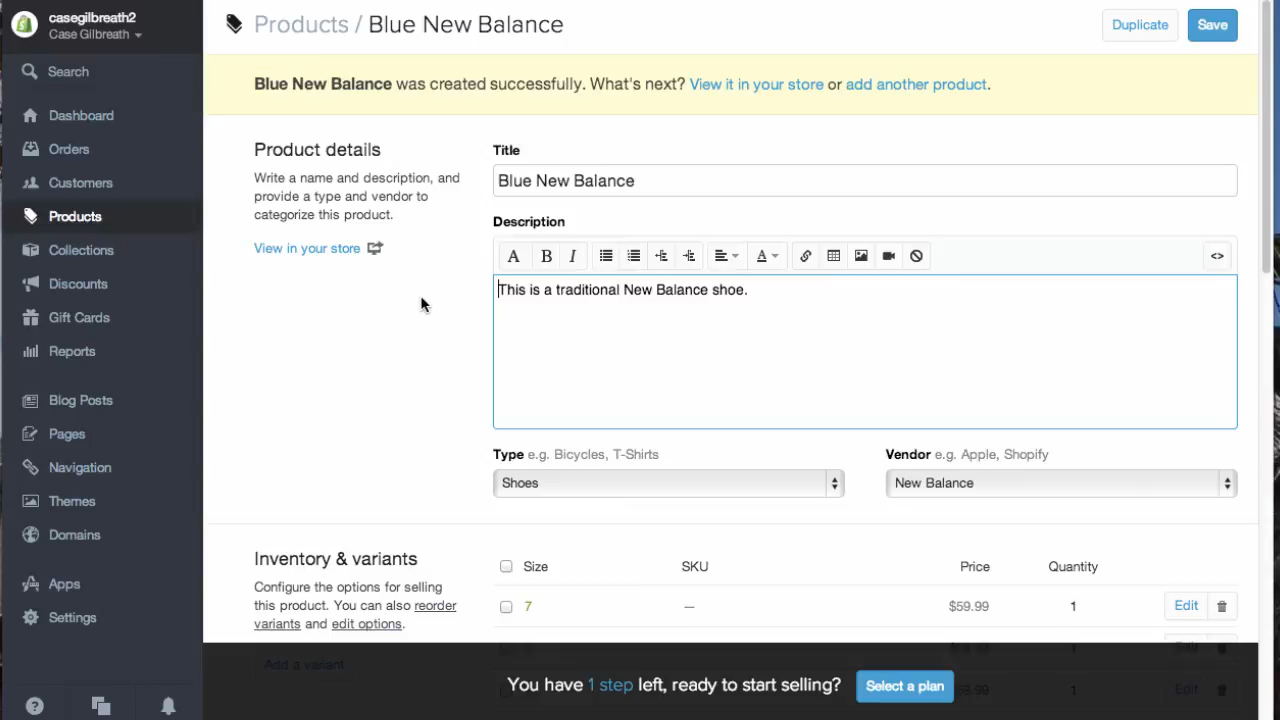 casegilbreath2
Case Gilbreath
Search
Dashboard
Orders
Customers
Products
Collections
Discounts
Gift Cards
Reports
Blog Posts
Pages
Navigation
Themes
Domains
Apps
Settings
Products / Blue New Balance
Duplicate
Save
Blue New Balance was created successfully. What's next? View it in your store or add another product.
Product details
Write a name and description, and
provide a type and vendor to
categorize this product.
View in your store
Title
Blue New Balance
Description
A B I A <>
This is a traditional New Balance shoe.
Type e.g. Bicycles, T-Shirts
Shoes
Vendor e.g. Apple, Shopify
New Balance
Inventory & variants
Configure the options for selling
this product. You can also reorder
variants and edit options.
Add a variant
Size SKU Price Quantity
7 — $59.99 1 Edit
1 Edit
1 Edit
You have 1 step left, ready to start selling?
Select a plan